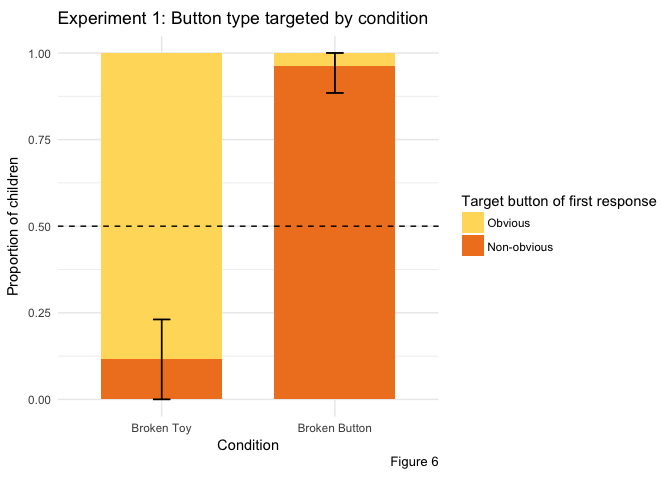 Experiment 1: Button type targeted by condition
1.00
0.75
0.50
0.25
0.00
Proportion of children
Broken Toy
Broken Button
Condition
Target button of first response
Obvious
Non-obvious
Figure 6